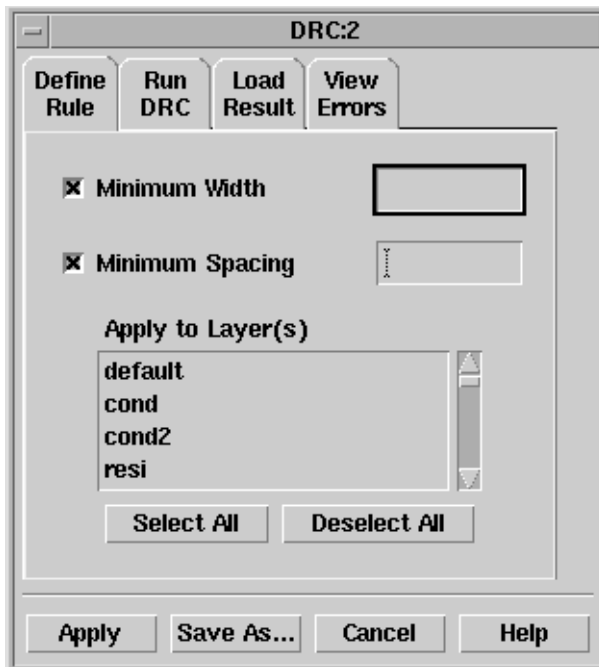 DRC:2
Define Rule
Run DRC
Load Result
View Errors
Minimum Width
Minimum Spacing
Apply to Layer(s)
default
cond
cond2
resi
Select All
Deselect All
Apply
Save As...
Cancel
Help